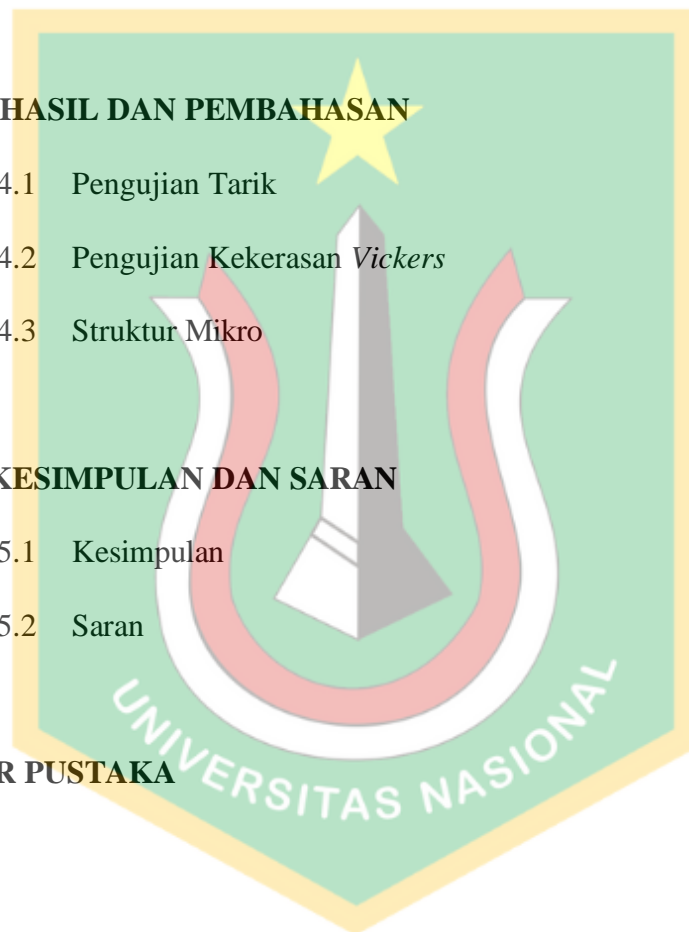 HASIL DAN PEMBAHASAN
4.1 Pengujian Tarik
4.2 Pengujian Kekerasan Vickers
4.3 Struktur Mikro
KESIMPULAN DAN SARAN
5.1 Kesimpulan
5.2 Saran
R PUSTAKA
UNIVERSITAS NASIONAL